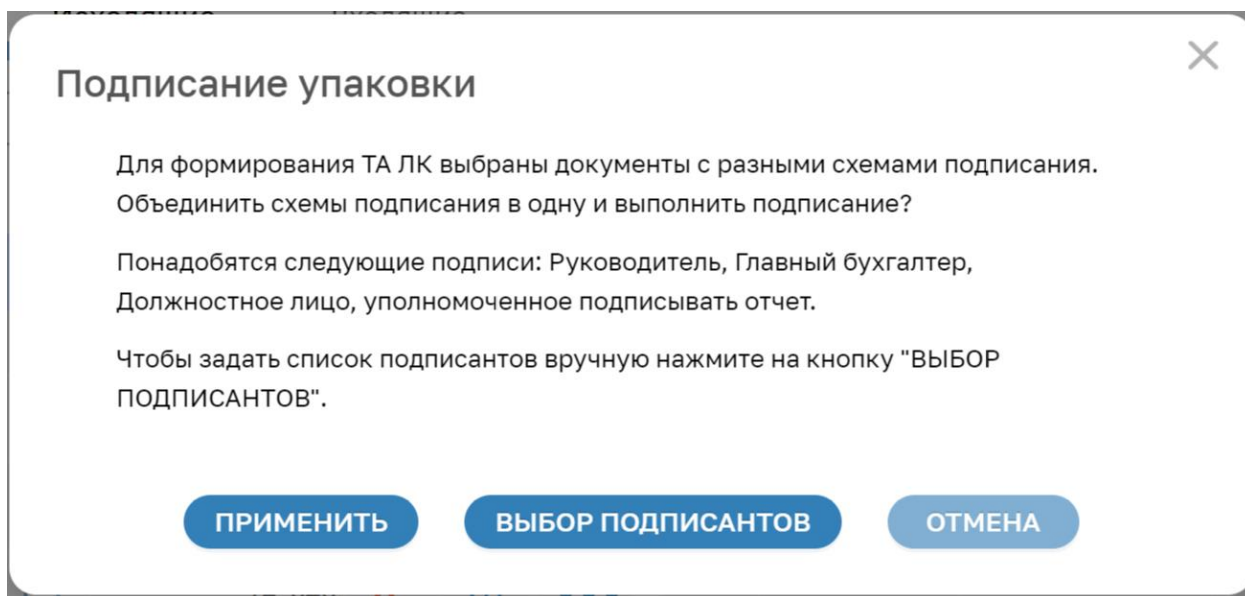 Подписание упаковки
Для формирования ТА ЛК выбраны документы с разными схемами подписания.
Объединить схемы подписания в одну и выполнить подписание?
Понадобятся следующие подписи: Руководитель, Главный бухгалтер,
Должностное лицо, уполномоченное подписывать отчет.
Чтобы задать список подписантов вручную нажмите на кнопку "ВЫБОР
ПОДПИСАНТОВ".
ПРИМЕНИТЬ ВЫБОР ПОДПИСАНТОВ ОТМЕНА